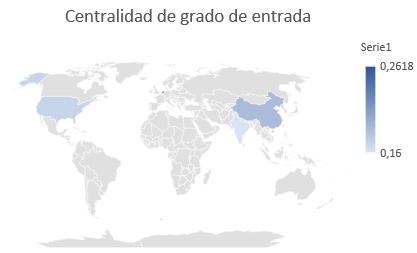 Centralidad de grado de entrada
Serie1
0,2618
0,16